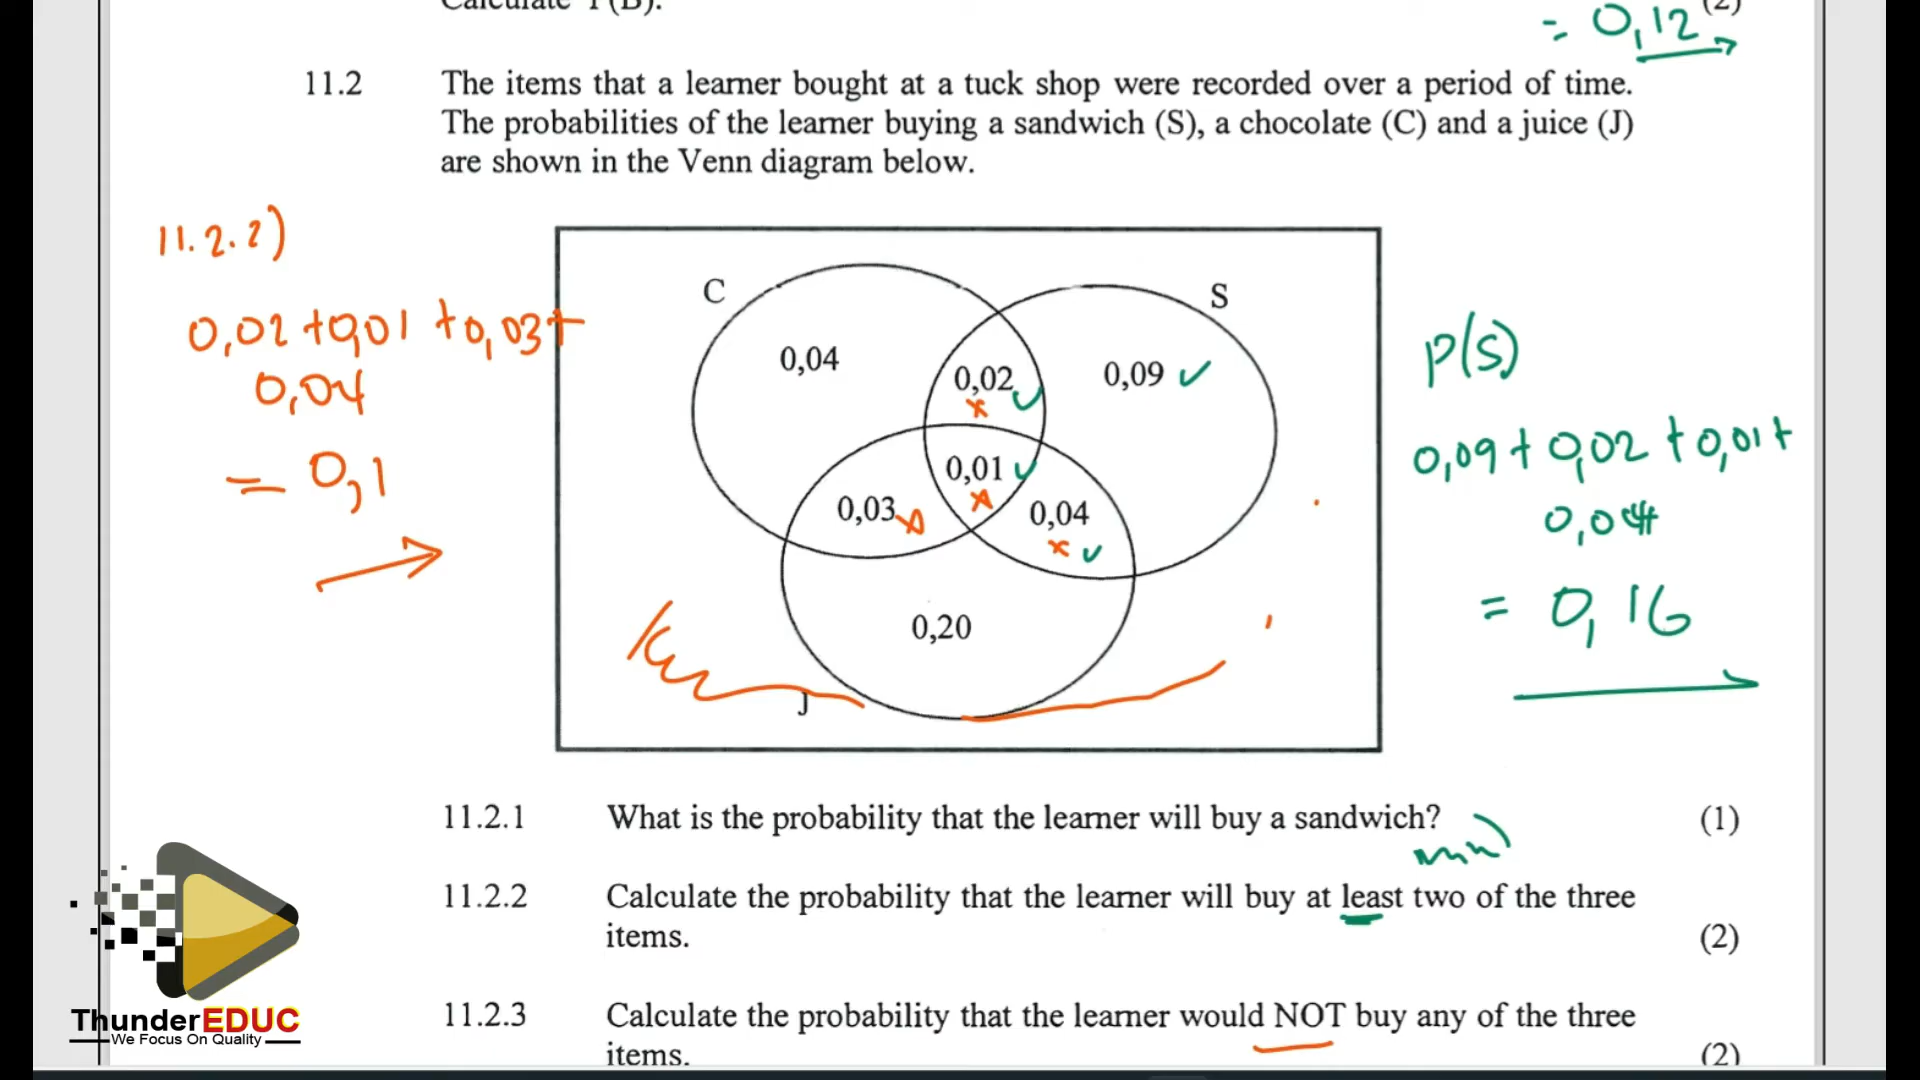 Calculate P(B).
(2)
= 0,12
11.2 The items that a learner bought at a tuck shop were recorded over a period of time.
The probabilities of the learner buying a sandwich (S), a chocolate (C) and a juice (J)
are shown in the Venn diagram below.
11.2.2)
0,02 + 0,01 + 0,03 +
0,04
= 0,1
C
S
0,04
0,02
0,09
0,01
0,03
0,04
0,20
J
P(S)
0,09 + 0,02 + 0,01 +
0,04
= 0,16
11.2.1 What is the probability that the learner will buy a sandwich? (1)
11.2.2 Calculate the probability that the learner will buy at least two of the three
items. (2)
11.2.3 Calculate the probability that the learner would NOT buy any of the three
items. (2)
ThunderEDUC
We Focus On Quality